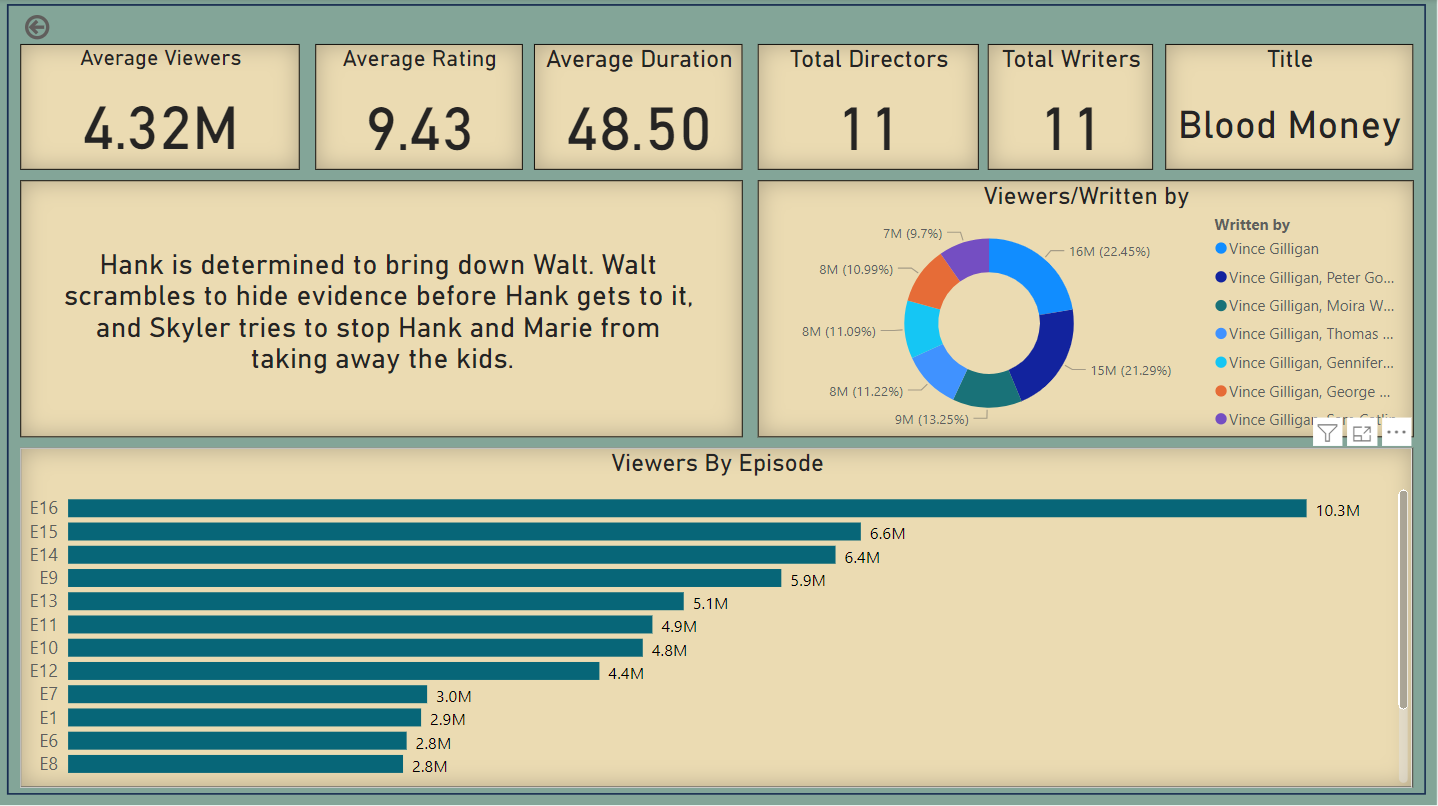 Average Viewers
4.32M
Average Rating
9.43
Average Duration
48.50
Total Directors
11
Total Writers
11
Title
Blood Money
Hank is determined to bring down Walt. Walt
scrambles to hide evidence before Hank gets to it,
and Skyler tries to stop Hank and Marie from
taking away the kids.
Viewers/Written by
7M (9.7%)
16M (22.45%)
8M (10.99%)
8M (11.09%)
8M (11.22%)
15M (21.29%)
9M (13.25%)
Written by
Vince Gilligan
Vince Gilligan, Peter Go...
Vince Gilligan, Moira W...
Vince Gilligan, Thomas ...
Vince Gilligan, Gennifer...
Vince Gilligan, George ...
Vince Gilligan,
Viewers By Episode
E16 10.3M
E15 6.6M
E14 6.4M
E9 5.9M
E13 5.1M
E11 4.9M
E10 4.8M
E12 4.4M
E7 3.0M
E1 2.9M
E6 2.8M
E8 2.8M